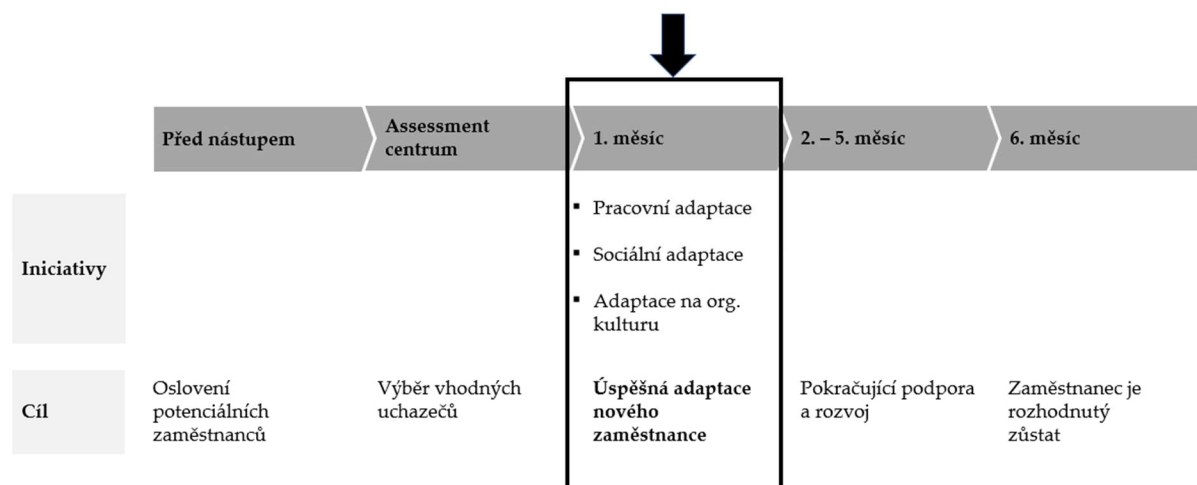 Před nástupem
Assessment
centrum
1. měsíc
2. – 5. měsíc
6. měsíc
Iniciativy
▪ Pracovní adaptace
▪ Sociální adaptace
▪ Adaptace na org.
kulturu
Cíl
Oslovení
potenciálních
zaměstnanců
Výběr vhodných
uchazečů
Úspěšná adaptace
nového
zaměstnance
Pokračující podpora
a rozvoj
Zaměstnanec je
rozhodnutý
zůstat